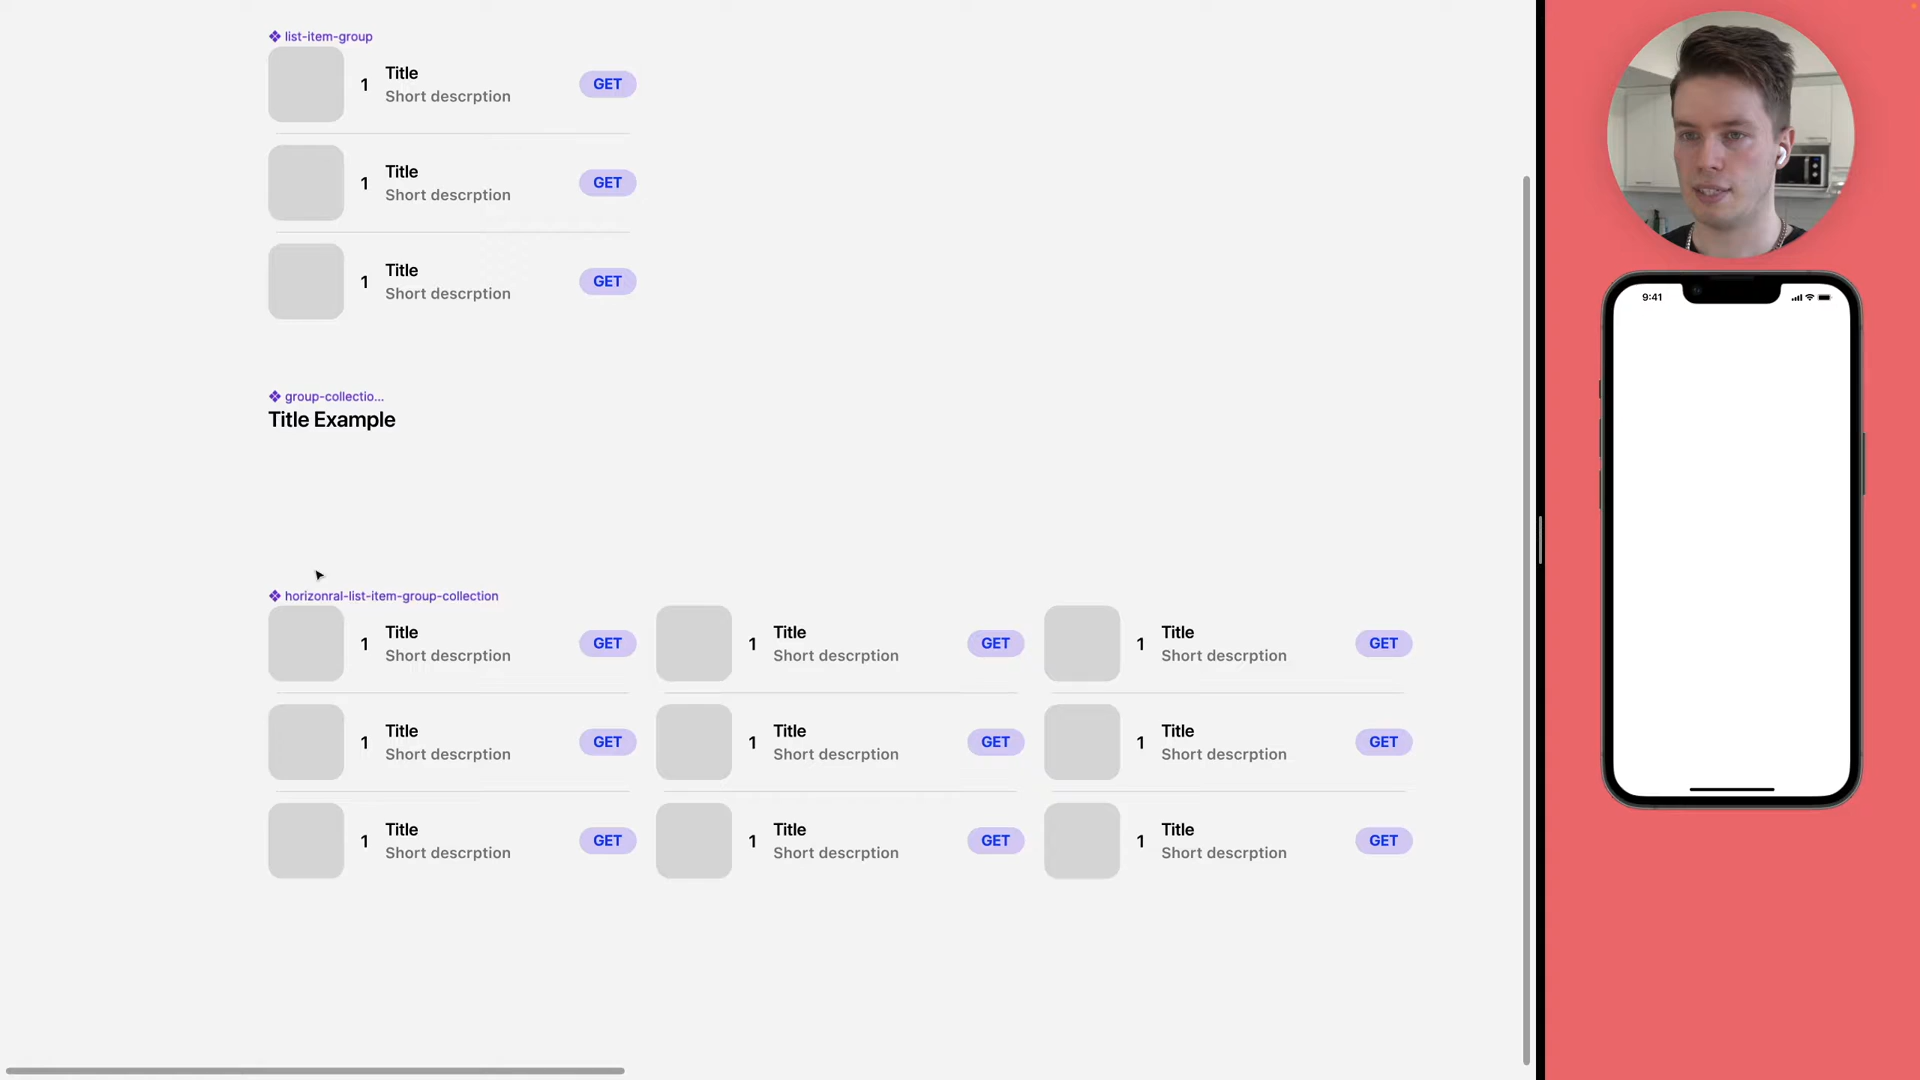 list-item-group
1 Title GET
Short descrption
1 Title GET
Short descrption
1 Title GET
Short descrption
group-collectio...
Title Example
horizonral-list-item-group-collection
1 Title GET 1 Title GET 1 Title GET
Short descrption Short descrption Short descrption
1 Title GET 1 Title GET 1 Title GET
Short descrption Short descrption Short descrption
1 Title GET 1 Title GET 1 Title GET
Short descrption Short descrption Short descrption
9:41